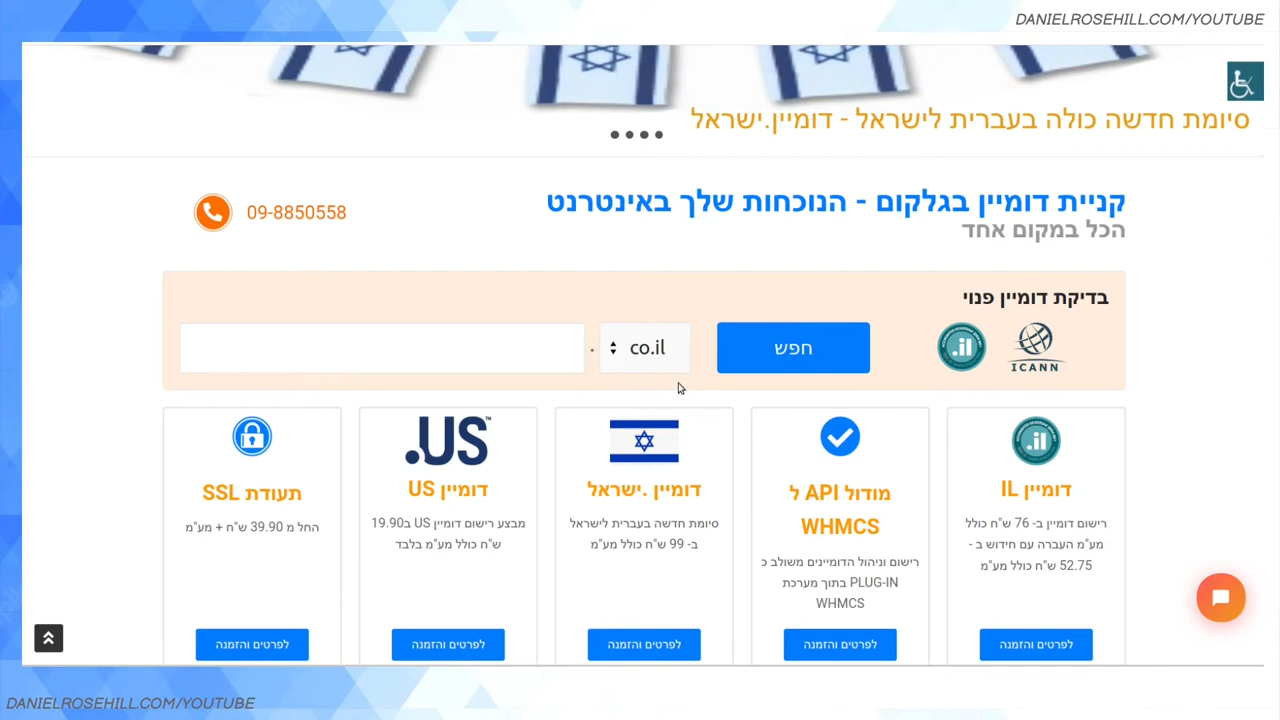 DANIELROSEHILL.COM/YOUTUBE
סיומת חדשה כולה בעברית לישראל - דומיין.ישראל
קניית דומיין בגלקום - הנוכחות שלך באינטרנט
הכל במקום אחד
09-8850558
בדיקת דומיין פנוי
ICANN
.il
חפש
co.il
.
.il
דומיין IL
רישום דומיין ב- 76 ש"ח כולל
מע"מ העברה עם חידוש ב -
52.75 ש"ח כולל מע"מ
לפרטים והזמנה
מודול API ל
WHMCS
רישום וניהול הדומיינים משולב כ
PLUG-IN בתוך מערכת
WHMCS
לפרטים והזמנה
דומיין .ישראל
סיומת חדשה בעברית לישראל
ב- 99 ש"ח כולל מע"מ
לפרטים והזמנה
.US™
דומיין US
מבצע רישום דומיין US ב19.90
ש"ח כולל מע"מ בלבד
לפרטים והזמנה
תעודת SSL
החל מ 39.90 ש"ח + מע"מ
לפרטים והזמנה
DANIELROSEHILL.COM/YOUTUBE